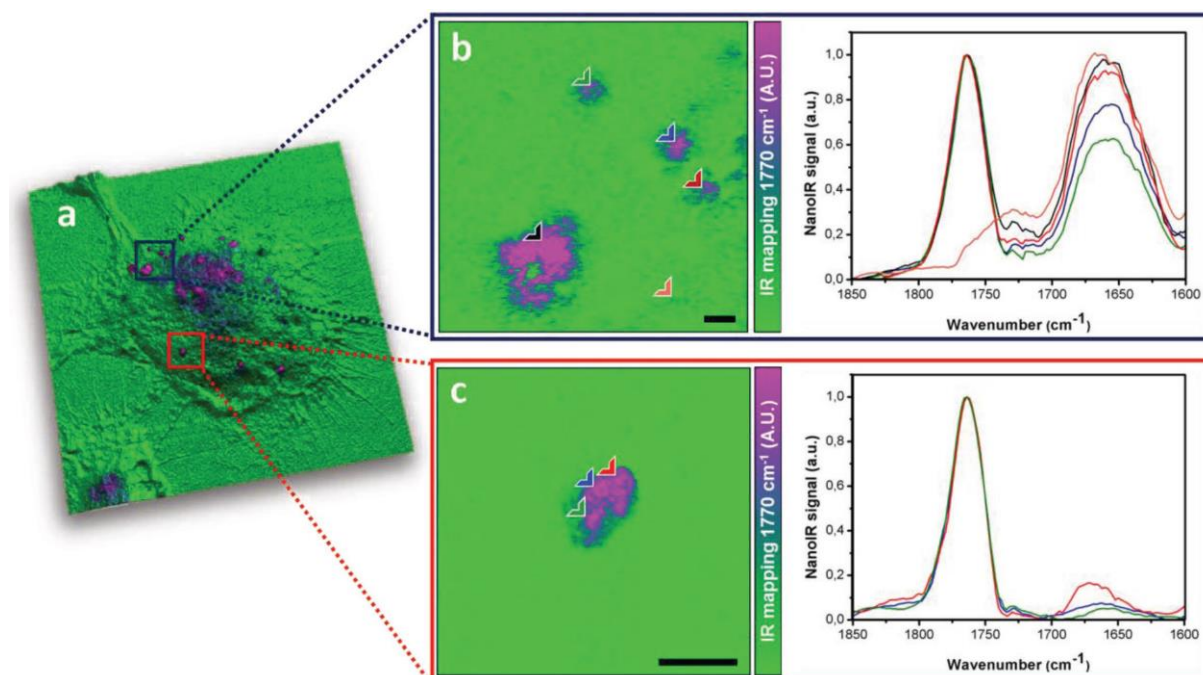 a
b
IR mapping 1770 cm⁻¹ (A.U.)
NanoIR signal (a.u.)
1,0
0,8
0,6
0,4
0,2
0,0
1850 1800 1750 1700 1650 1600
Wavenumber (cm⁻¹)
c
IR mapping 1770 cm⁻¹ (A.U.)
NanoIR signal (a.u.)
1,0
0,8
0,6
0,4
0,2
0,0
1850 1800 1750 1700 1650 1600
Wavenumber (cm⁻¹)